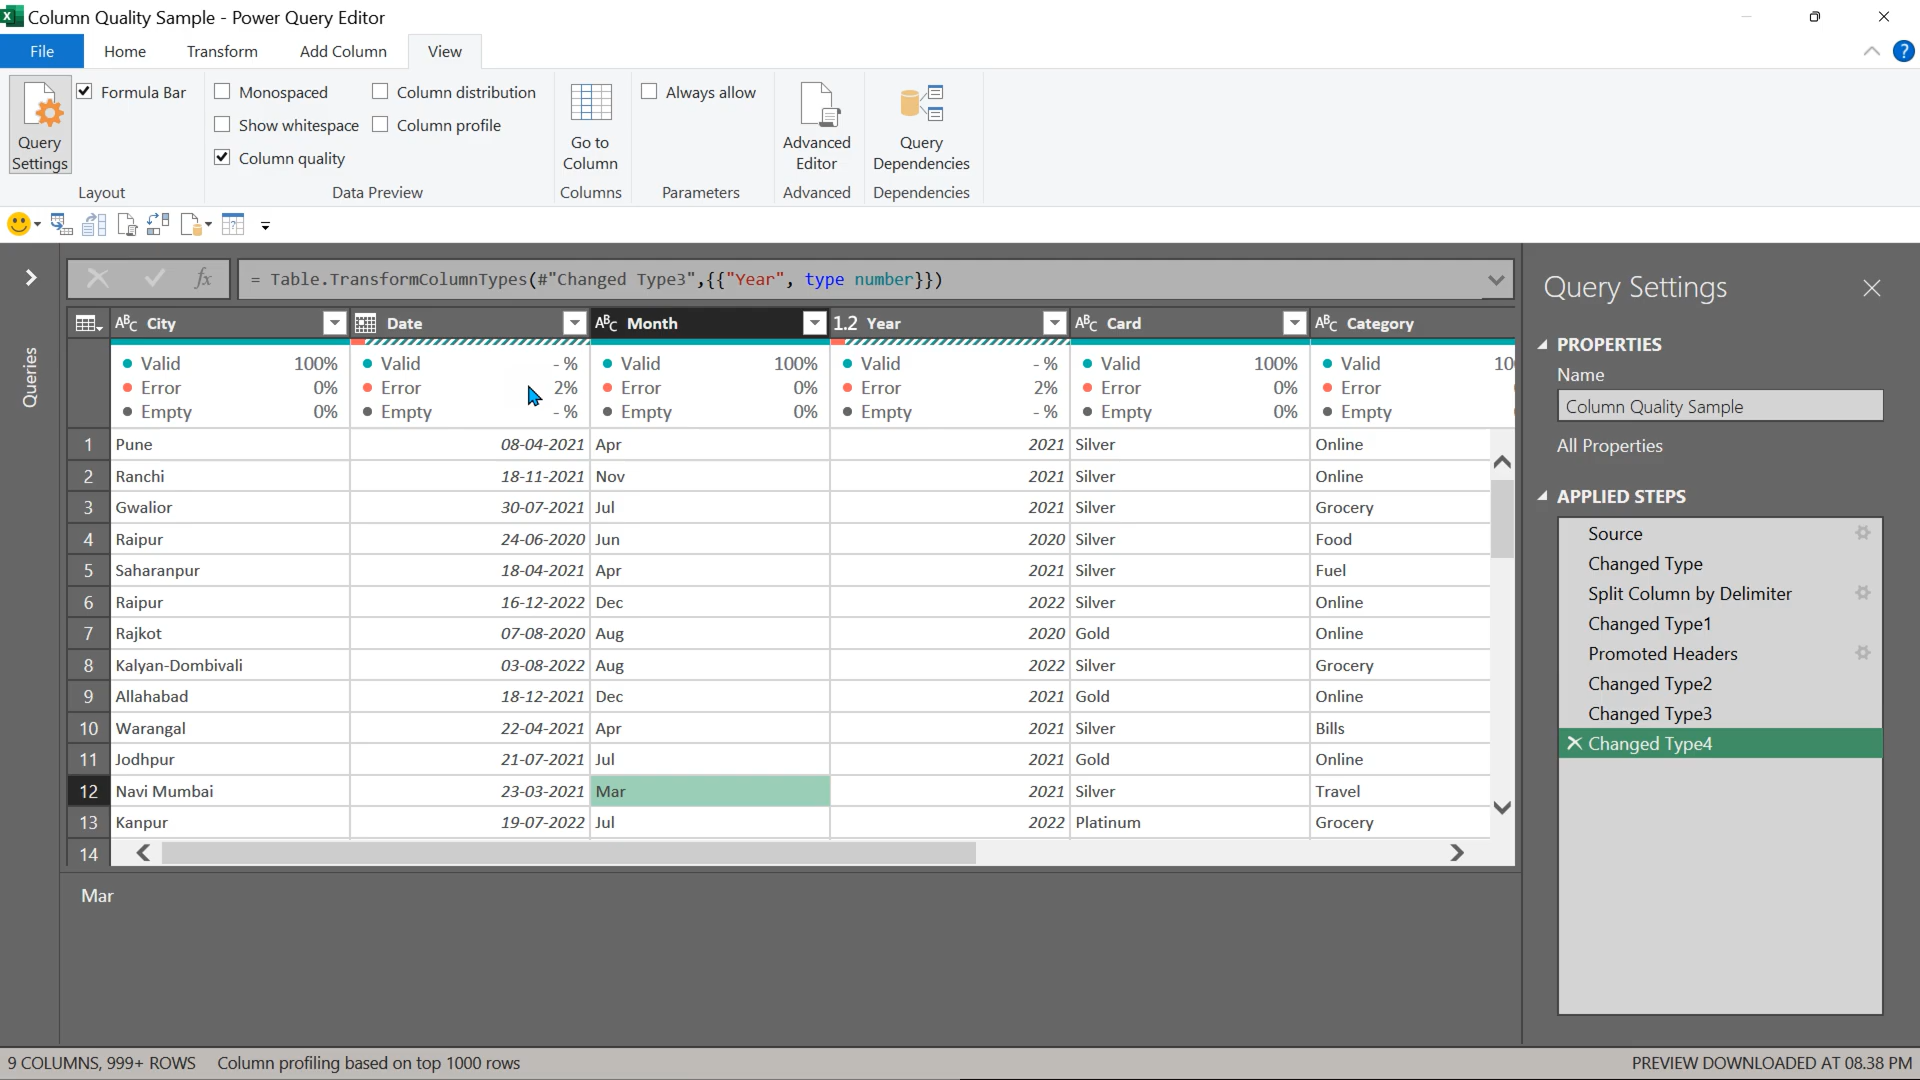 Column Quality Sample - Power Query Editor
File Home Transform Add Column View
Query Settings
Formula Bar
Layout
Monospaced
Show whitespace
Column quality
Column distribution
Column profile
Data Preview
Go to Column
Columns
Always allow
Parameters
Advanced Editor
Advanced
Query Dependencies
Dependencies
Queries
fx = Table.TransformColumnTypes(#"Changed Type3",{{"Year", type number}})
ABC City Date ABC Month 1.2 Year ABC Card ABC Category
Valid 100% Valid - % Valid 100% Valid - % Valid 100% Valid 10
Error 0% Error 2% Error 0% Error 2% Error 0% Error
Empty 0% Empty - % Empty 0% Empty - % Empty 0% Empty
1 Pune 08-04-2021 Apr 2021 Silver Online
2 Ranchi 18-11-2021 Nov 2021 Silver Online
3 Gwalior 30-07-2021 Jul 2021 Silver Grocery
4 Raipur 24-06-2020 Jun 2020 Silver Food
5 Saharanpur 18-04-2021 Apr 2021 Silver Fuel
6 Raipur 16-12-2022 Dec 2022 Silver Online
7 Rajkot 07-08-2020 Aug 2020 Gold Online
8 Kalyan-Dombivali 03-08-2022 Aug 2022 Silver Grocery
9 Allahabad 18-12-2021 Dec 2021 Gold Online
10 Warangal 22-04-2021 Apr 2021 Silver Bills
11 Jodhpur 21-07-2021 Jul 2021 Gold Online
12 Navi Mumbai 23-03-2021 Mar 2021 Silver Travel
13 Kanpur 19-07-2022 Jul 2022 Platinum Grocery
14
Mar
Query Settings
PROPERTIES
Name
Column Quality Sample
All Properties
APPLIED STEPS
Source
Changed Type
Split Column by Delimiter
Changed Type1
Promoted Headers
Changed Type2
Changed Type3
Changed Type4
9 COLUMNS, 999+ ROWS Column profiling based on top 1000 rows PREVIEW DOWNLOADED AT 08.38 PM